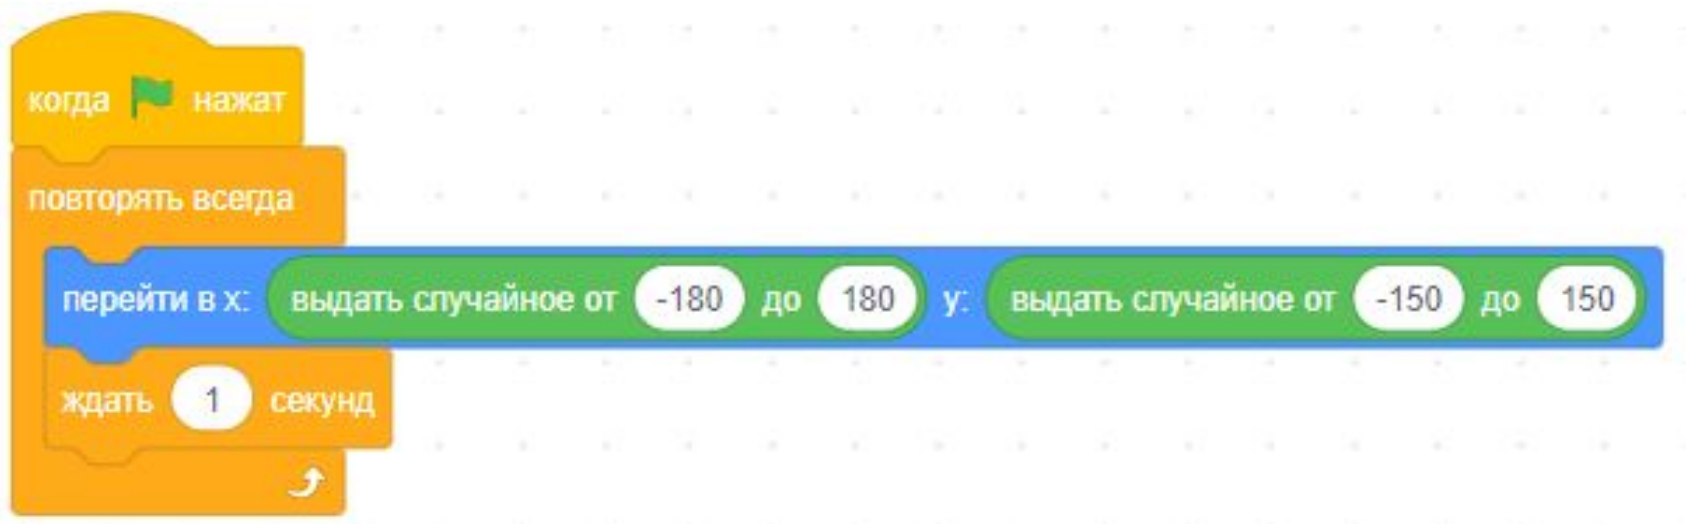 когда нажат
повторять всегда
перейти в x: выдать случайное от -180 до 180 y: выдать случайное от -150 до 150
ждать 1 секунд